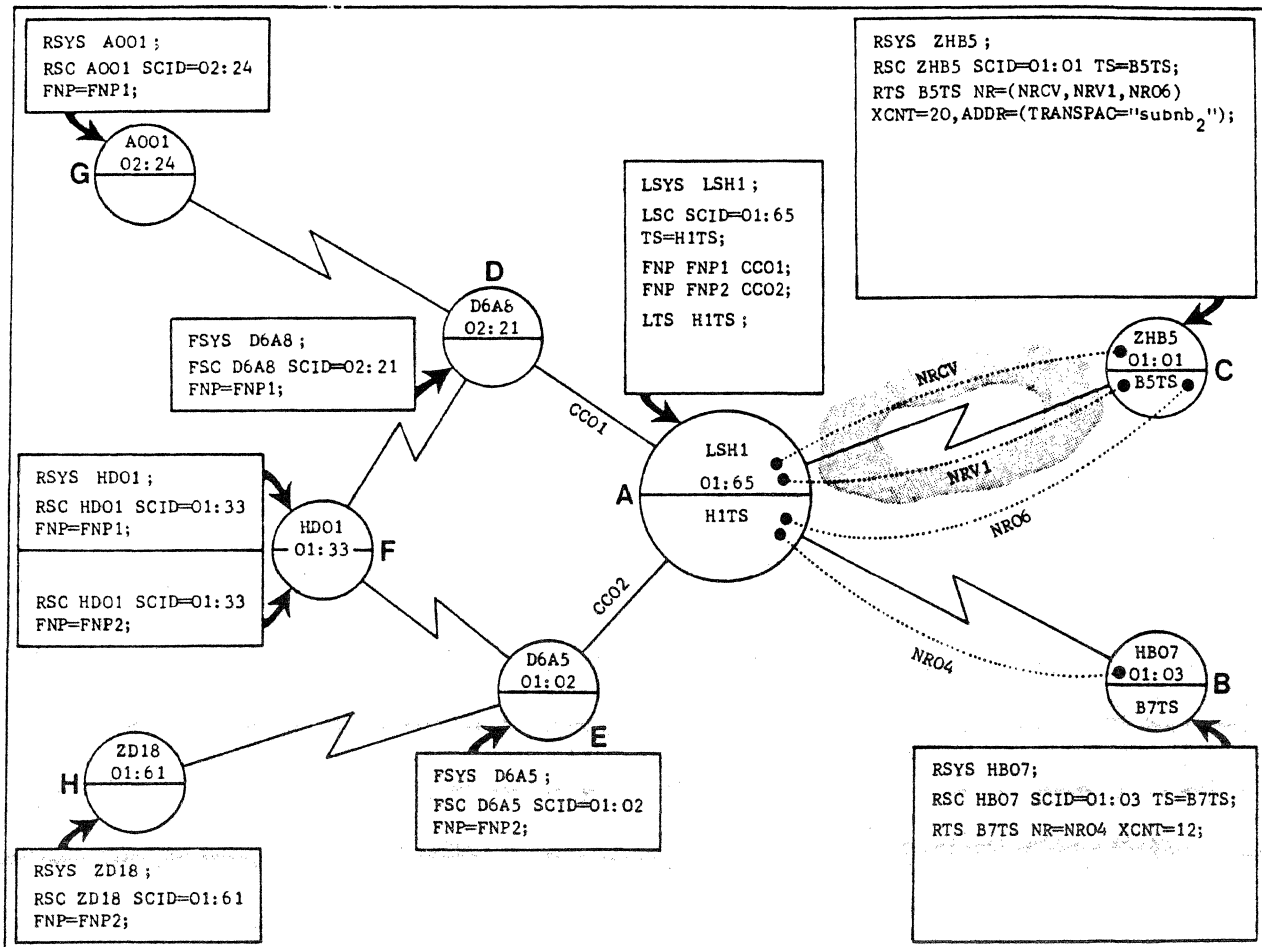 RSYS A001;
RSC A001 SCID=02:24
FNP=FNP1;
A001
02:24
G
RSYS ZHB5;
RSC ZHB5 SCID=01:01 TS=B5TS;
RTS B5TS NR=(NRCV,NRV1,NR06)
XCNT=20,ADDR=(TRANSPAC="subnb2");
LSYS LSH1;
LSC SCID=01:65
TS=H1TS;
FNP FNP1 CC01;
FNP FNP2 CC02;
LTS H1TS;
D
D6A8
02:21
FSYS D6A8;
FSC D6A8 SCID=02:21
FNP=FNP1;
CC01
ZHB5
01:01
B5TS
C
NRCV
NRV1
NR06
LSH1
01:65
H1TS
A
RSYS HD01;
RSC HD01 SCID=01:33
FNP=FNP1;
RSC HD01 SCID=01:33
FNP=FNP2;
HD01
01:33
F
CC02
NR04
D6A5
01:02
E
HB07
01:03
B7TS
B
ZD18
01:61
H
FSYS D6A5;
FSC D6A5 SCID=01:02
FNP=FNP2;
RSYS HB07;
RSC HB07 SCID=01:03 TS=B7TS;
RTS B7TS NR=NR04 XCNT=12;
RSYS ZD18;
RSC ZD18 SCID=01:61
FNP=FNP2;